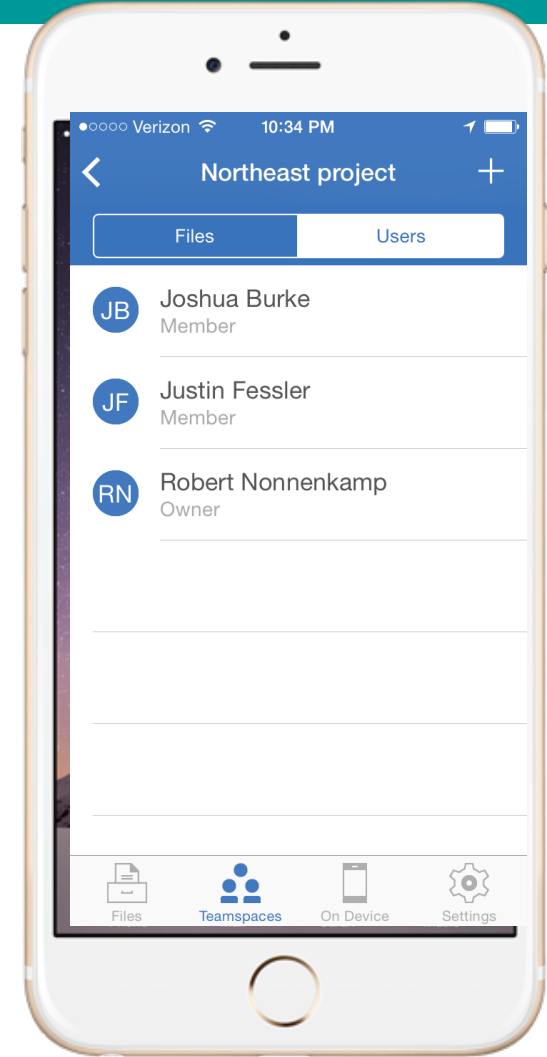 Verizon 10:34 PM
Northeast project
Files Users
JB Joshua Burke
Member
JF Justin Fessler
Member
RN Robert Nonnenkamp
Owner
Files Teamspaces On Device Settings